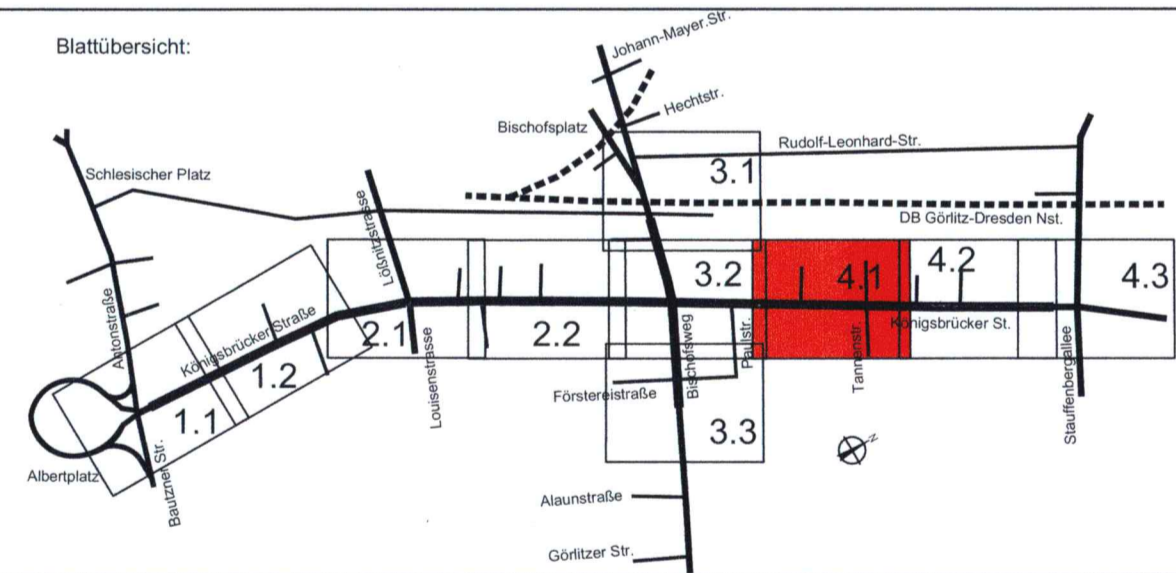 Blattübersicht:
Johann-Mayer.Str.
Hechtstr.
Bischofsplatz
Rudolf-Leonhard-Str.
3.1
Schlesischer Platz
DB Görlitz-Dresden Nst.
Lößnitzstrasse
3.2
4.1
4.2
4.3
Antonstraße
Königsbrücker Straße
2.1
2.2
Königsbrücker St.
1.2
1.1
Louisenstrasse
Förstereistraße
Bischofsweg
Paulstr.
Tannenstr.
Stauffenbergallee
3.3
N
Albertplatz
Bautzner Str.
Alaunstraße
Görlitzer Str.